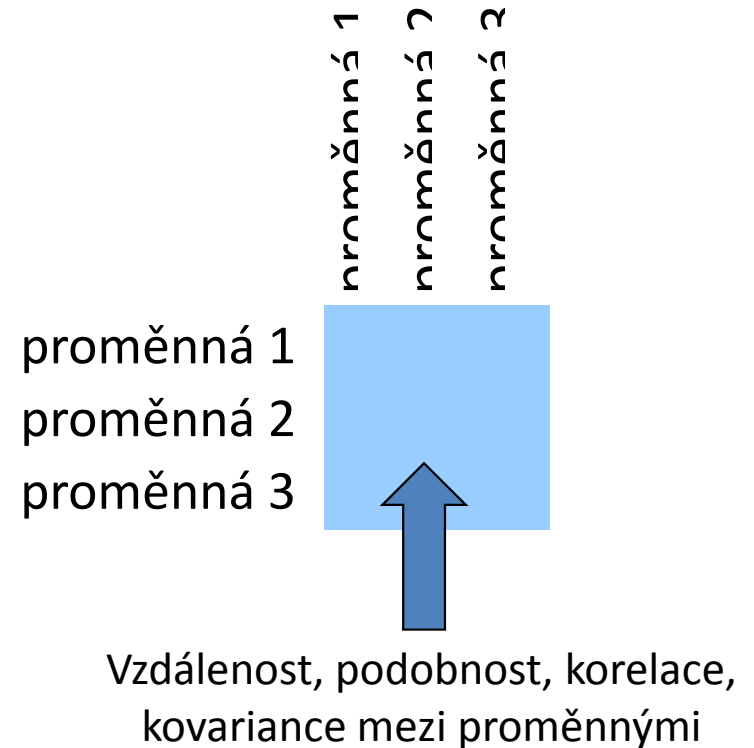 proměnná 1
proměnná 2
proměnná 3
proměnná 1
proměnná 2
proměnná 3
Vzdálenost, podobnost, korelace,
kovariance mezi proměnnými